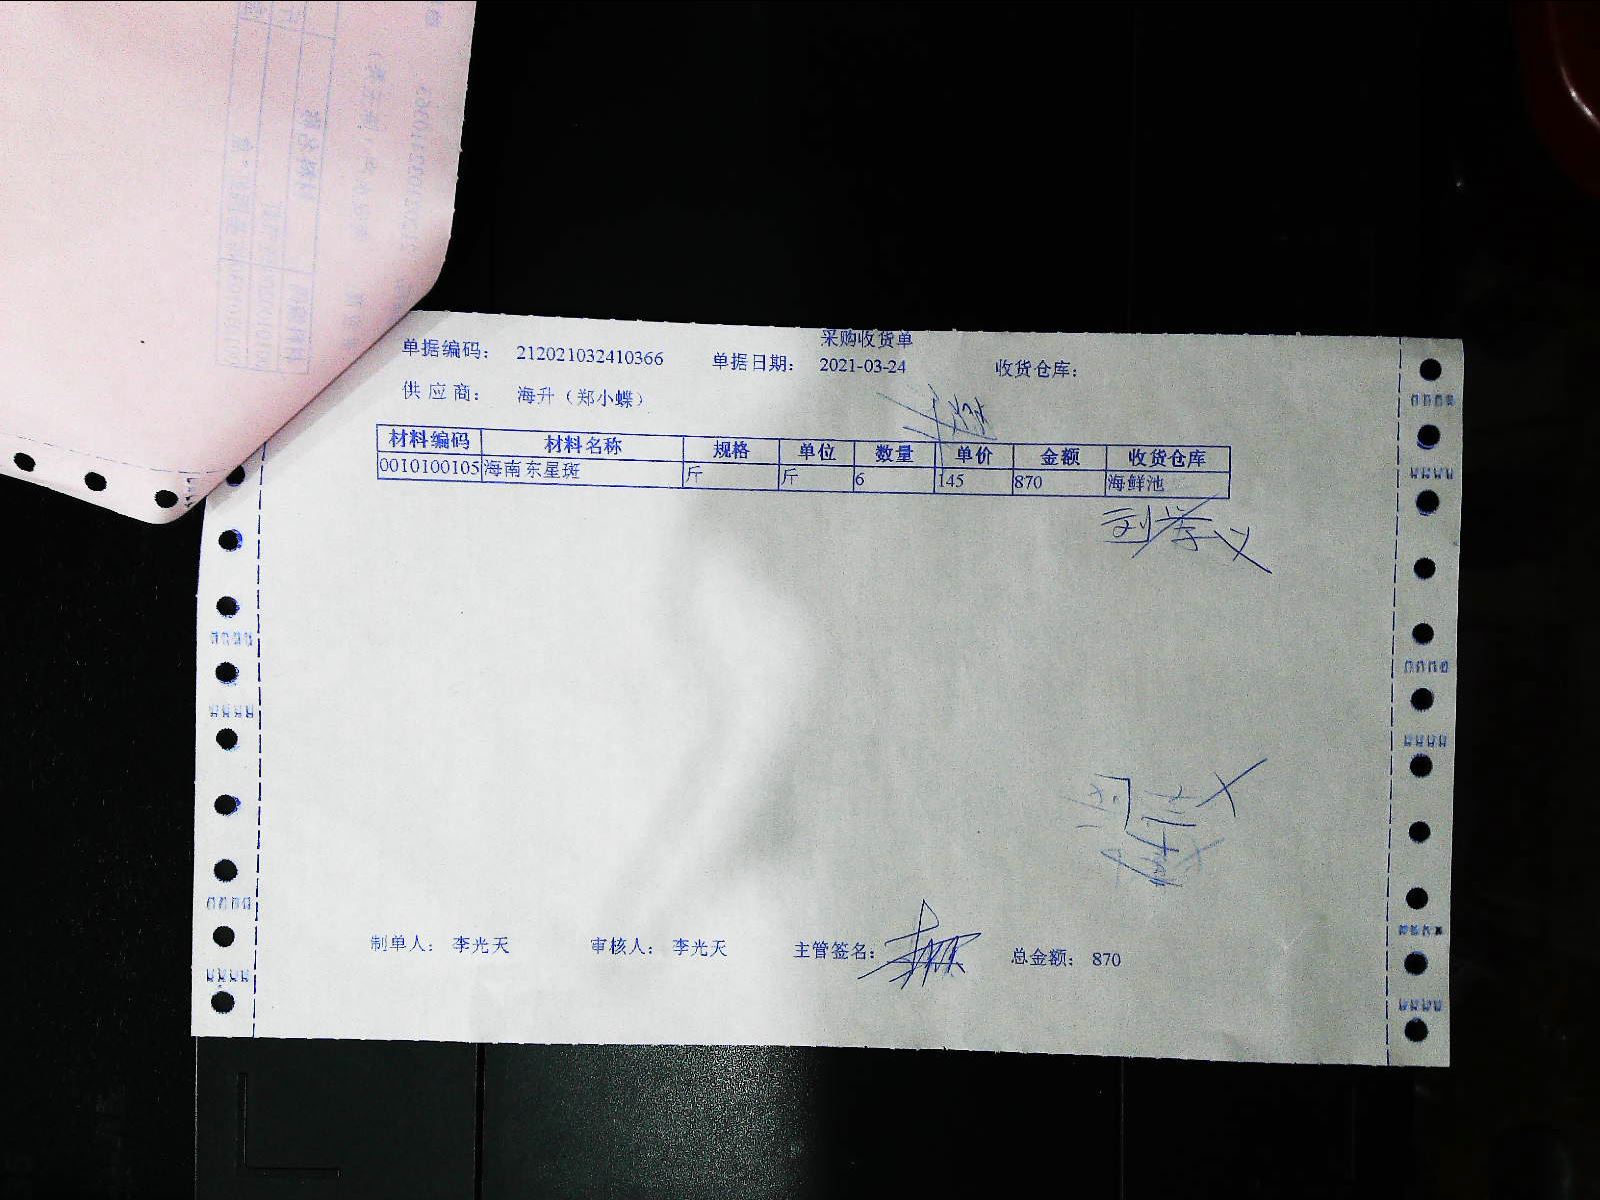 采购收货单
单据编码： 212021032410366 单据日期： 2021-03-24 收货仓库：
供应商： 海升（郑小蝶）
材料编码 材料名称 规格 单位 数量 单价 金额 收货仓库
0010100105 海南东星斑 斤 斤 6 145 870 海鲜池
刘学义
制单人： 李光天 审核人： 李光天 主管签名： 总金额： 870